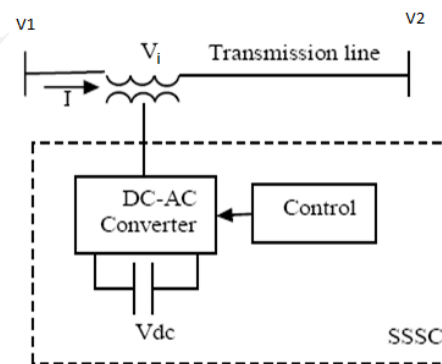 V1
V2
Vi
Transmission line
I
DC-AC
Converter
Control
Vdc
SSSC